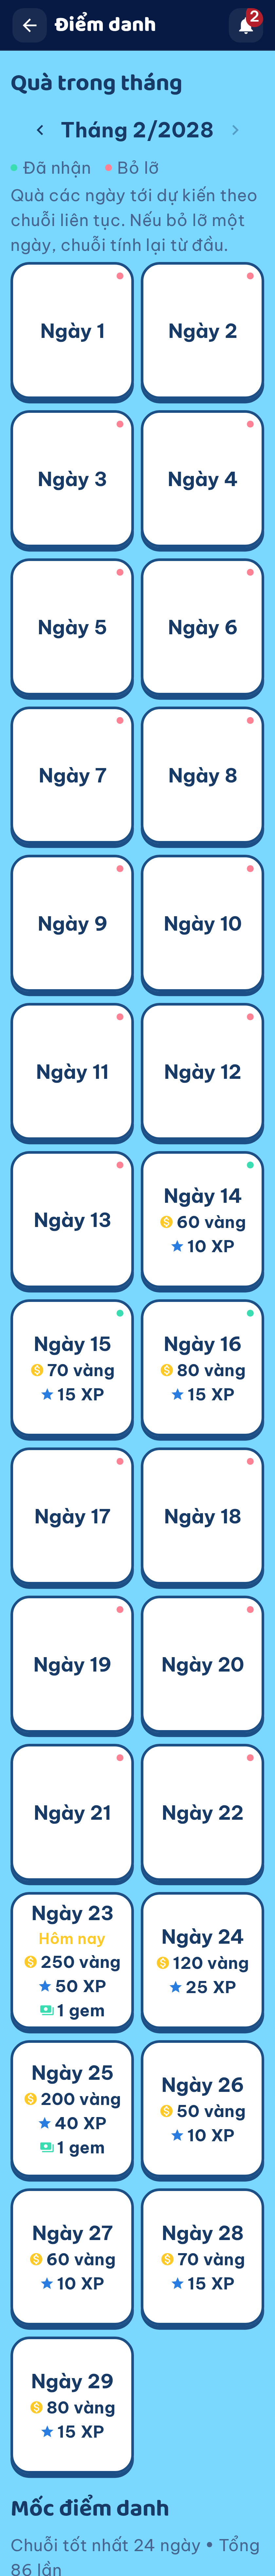 Điểm danh
2
Quà trong tháng
Tháng 2/2028
Đã nhận Bỏ lỡ
Quà các ngày tới dự kiến theo
chuỗi liên tục. Nếu bỏ lỡ một
ngày, chuỗi tính lại từ đầu.
Ngày 1
Ngày 2
Ngày 3
Ngày 4
Ngày 5
Ngày 6
Ngày 7
Ngày 8
Ngày 9
Ngày 10
Ngày 11
Ngày 12
Ngày 13
Ngày 14
60 vàng
10 XP
Ngày 15
70 vàng
15 XP
Ngày 16
80 vàng
15 XP
Ngày 17
Ngày 18
Ngày 19
Ngày 20
Ngày 21
Ngày 22
Ngày 23
Hôm nay
250 vàng
50 XP
1 gem
Ngày 24
120 vàng
25 XP
Ngày 25
200 vàng
40 XP
1 gem
Ngày 26
50 vàng
10 XP
Ngày 27
60 vàng
10 XP
Ngày 28
70 vàng
15 XP
Ngày 29
80 vàng
15 XP
Mốc điểm danh
Chuỗi tốt nhất 24 ngày • Tổng
86 lần